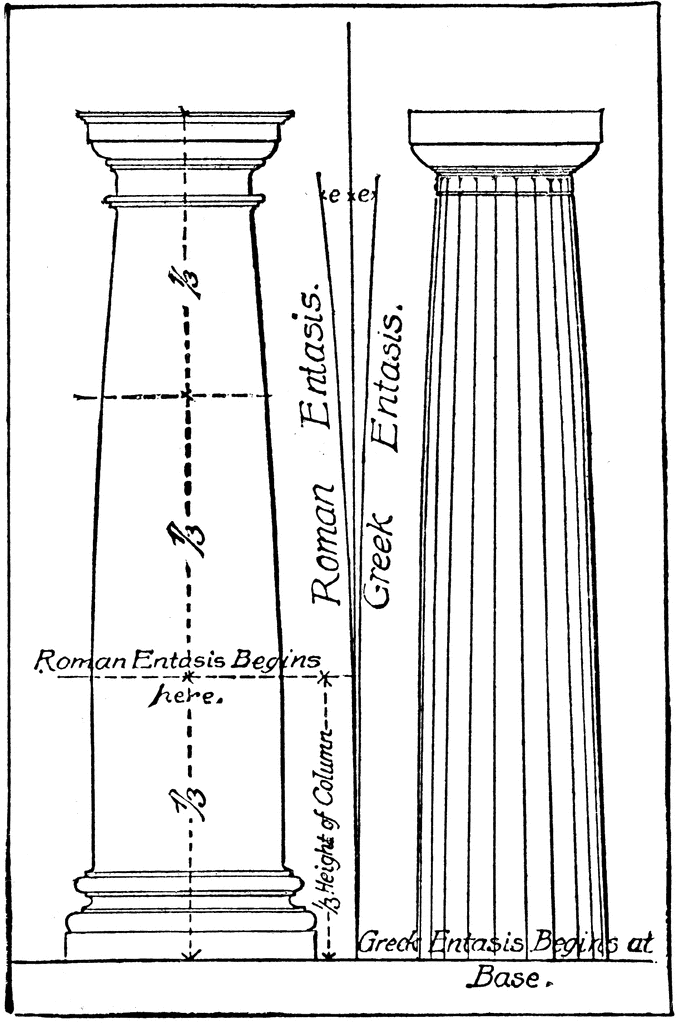 e e
1/3
Roman Entasis.
Greek Entasis.
1/3
Roman Entasis Begins
here.
1/3
1/3 Height of Column
Greek Entasis Begins at
Base.